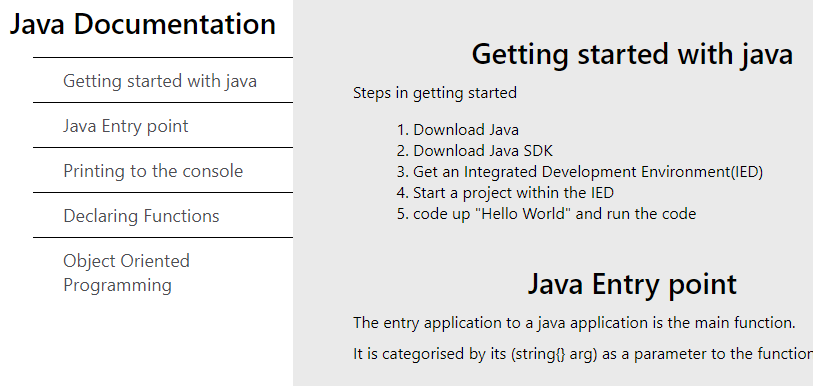 Java Documentation
Getting started with java
Java Entry point
Printing to the console
Declaring Functions
Object Oriented
Programming
Getting started with java
Steps in getting started
1. Download Java
2. Download Java SDK
3. Get an Integrated Development Environment(IED)
4. Start a project within the IED
5. code up "Hello World" and run the code
Java Entry point
The entry application to a java application is the main function.
It is categorised by its (string{} arg) as a parameter to the function